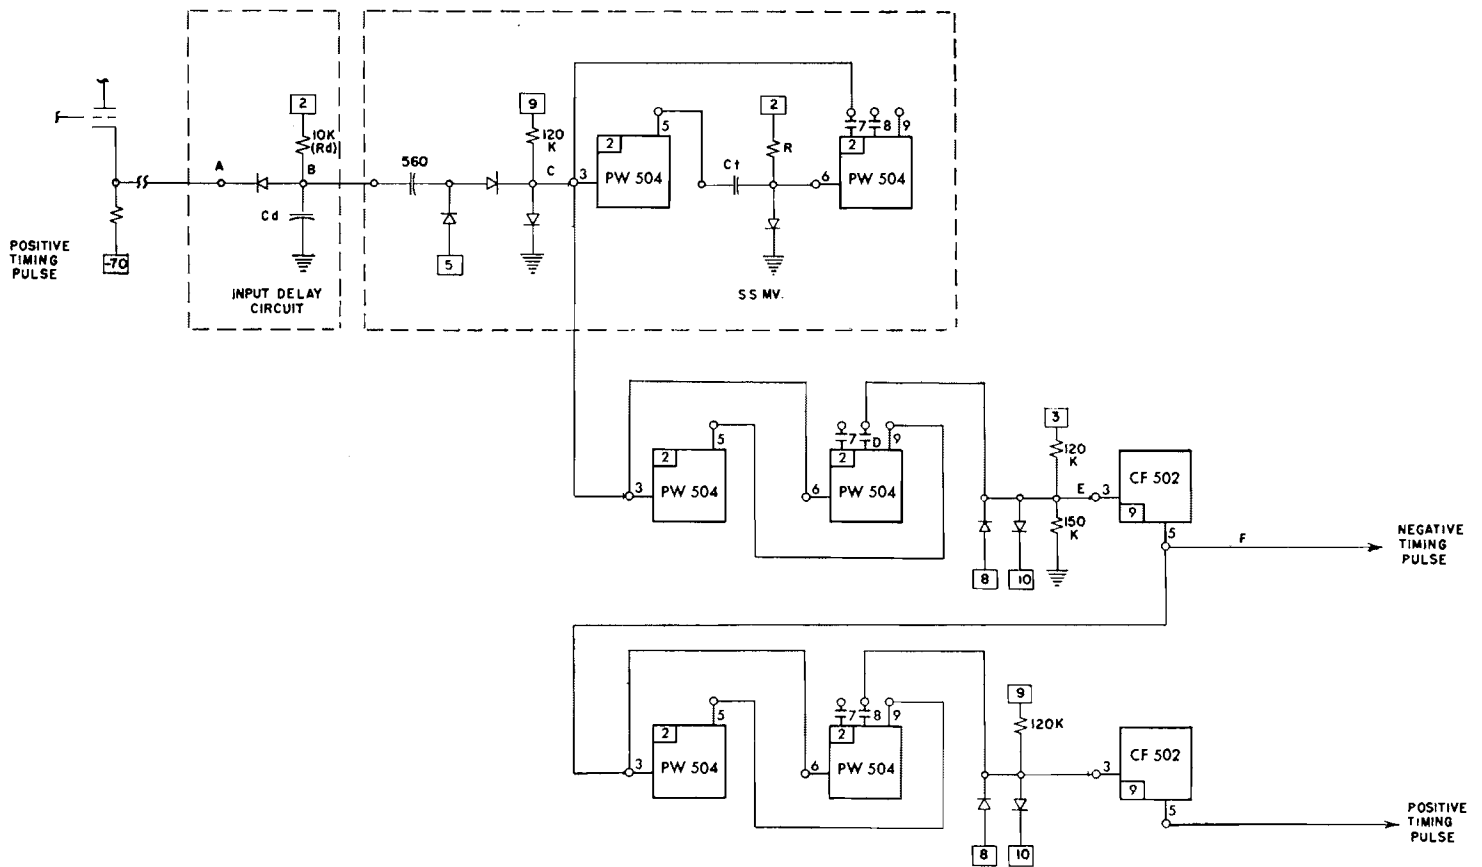 POSITIVE
TIMING
PULSE
-70
A
2
10K
(Rd)
B
Cd
INPUT DELAY
CIRCUIT
560
5
9
120
K
C
3
2
PW 504
5
Ct
2
R
6
2
PW 504
7
8
9
SS MV.
3
2
PW 504
5
6
2
PW 504
7
D
9
8
10
3
120
K
150
K
E
3
CF 502
9
5
F
NEGATIVE
TIMING
PULSE
3
2
PW 504
5
6
2
PW 504
7
8
9
8
10
9
120K
3
CF 502
9
5
POSITIVE
TIMING
PULSE